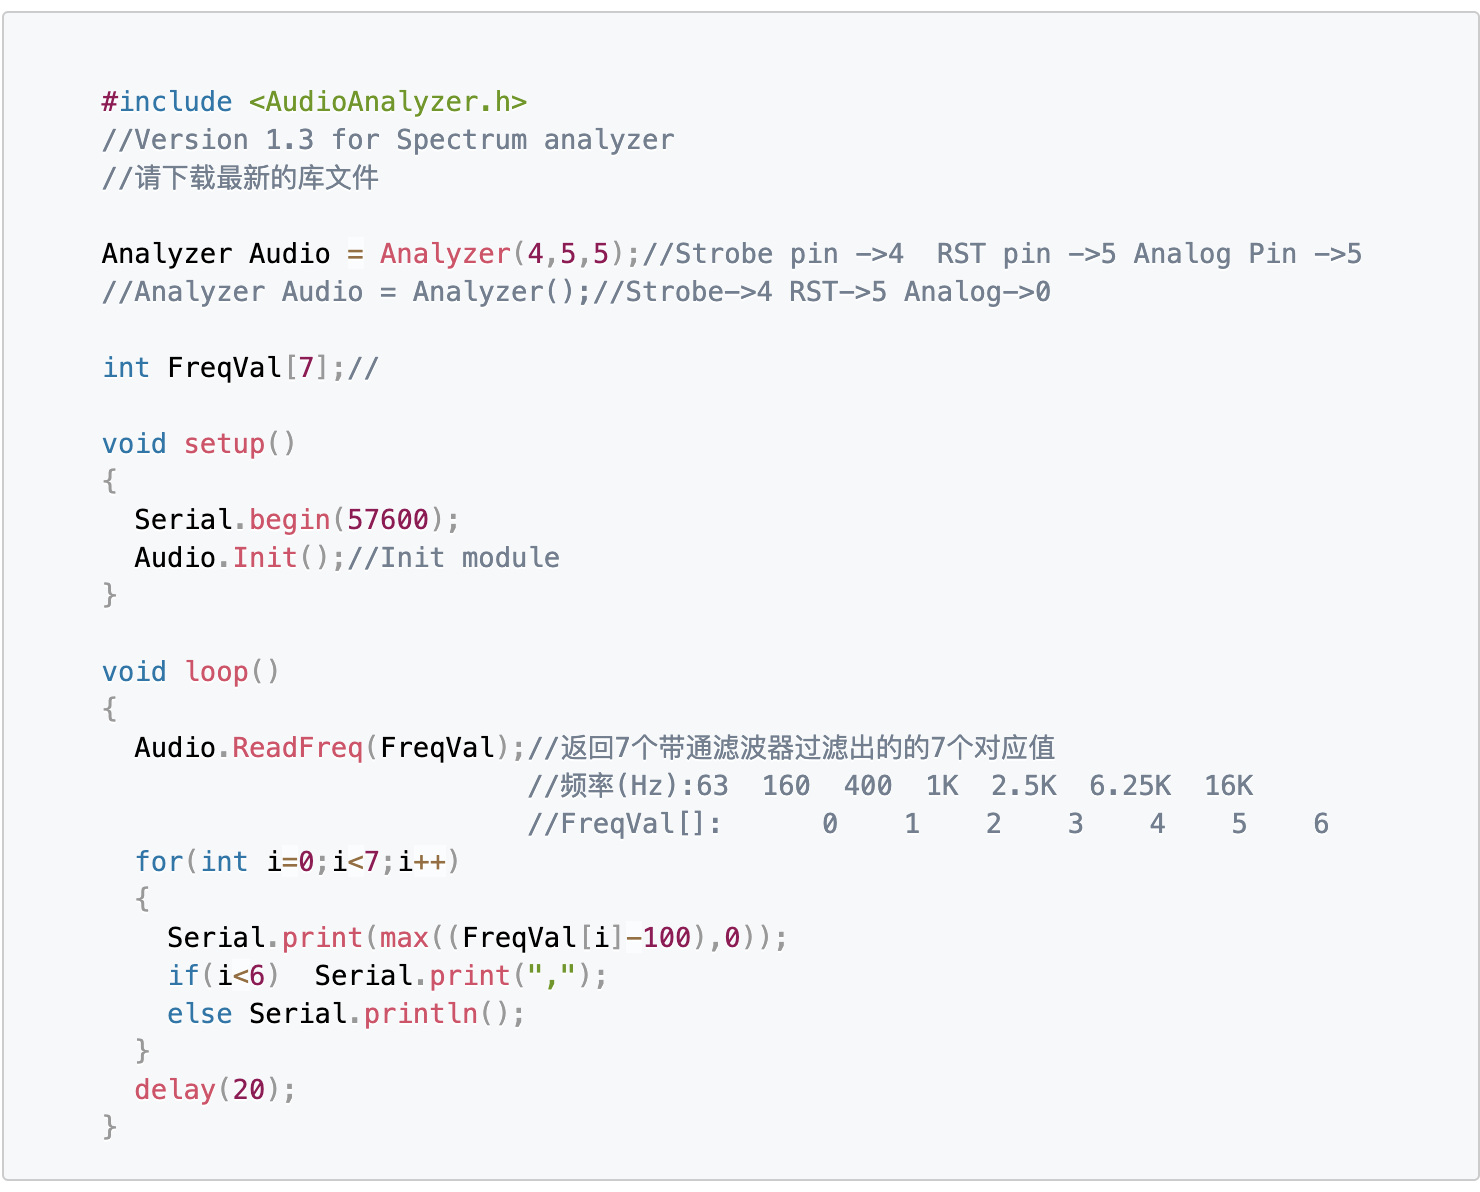 #include <AudioAnalyzer.h>
//Version 1.3 for Spectrum analyzer
//请下载最新的库文件
Analyzer Audio = Analyzer(4,5,5);//Strobe pin ->4  RST pin ->5 Analog Pin ->5
//Analyzer Audio = Analyzer();//Strobe->4 RST->5 Analog->0
int FreqVal[7];//
void setup()
{
  Serial.begin(57600);
  Audio.Init();//Init module
}
void loop()
{
  Audio.ReadFreq(FreqVal);//返回7个带通滤波器过滤出的的7个对应值
                          //频率(Hz):63  160  400  1K  2.5K  6.25K  16K
                          //FreqVal[]:      0    1    2    3    4    5    6
  for(int i=0;i<7;i++)
  {
    Serial.print(max((FreqVal[i]-100),0));
    if(i<6)  Serial.print(",");
    else Serial.println();
  }
  delay(20);
}